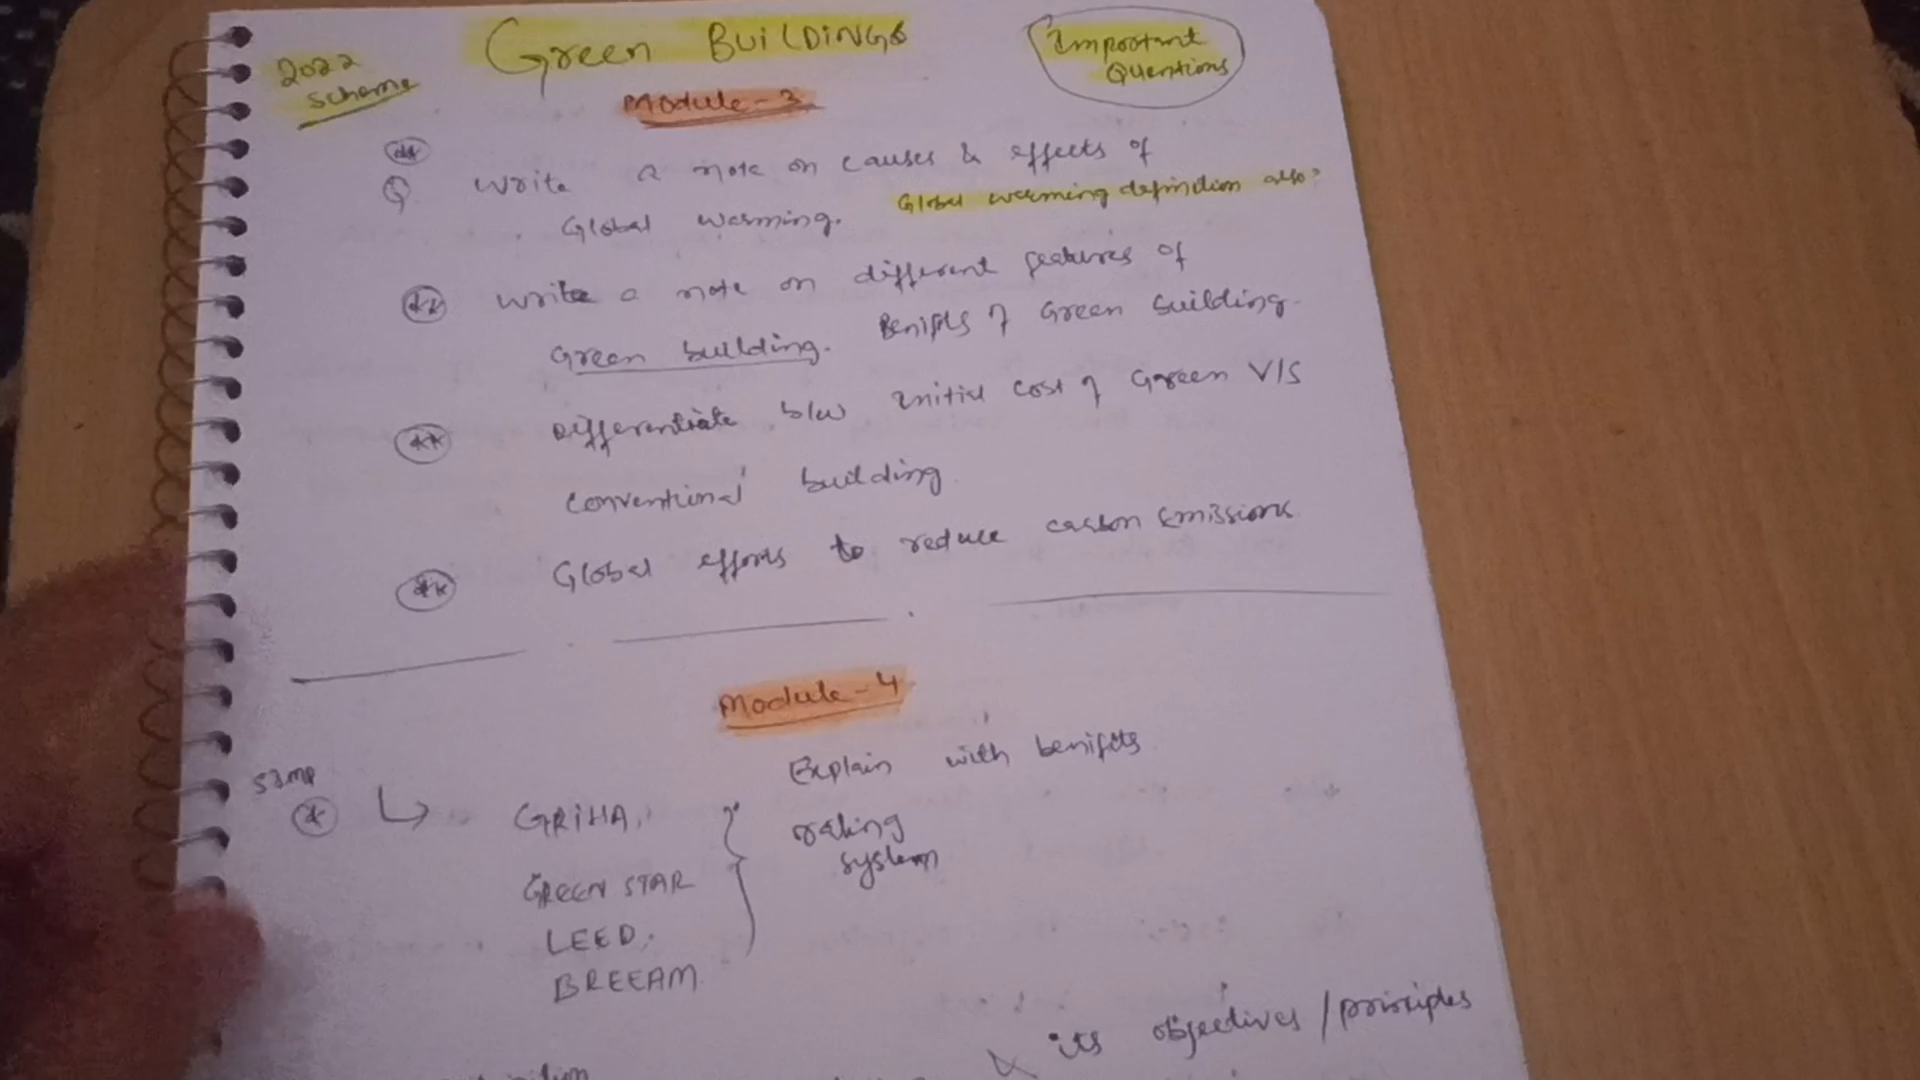 2022 scheme
Green BUiLDiNGS
Important Questions
Module-3
Q write a note on causes & effects of
Global warming. Global warming definition also
** write a note on different features of
Green building. Benifits of Green building.
** Differentiate b/w Initial cost of Green V/S
conventional building
** Global efforts to reduce carbon Emissions
Module-4
Explain with benifits
* GRIHA,
rating system
GREEN STAR
LEED.
BREEAM
its objectives / principles